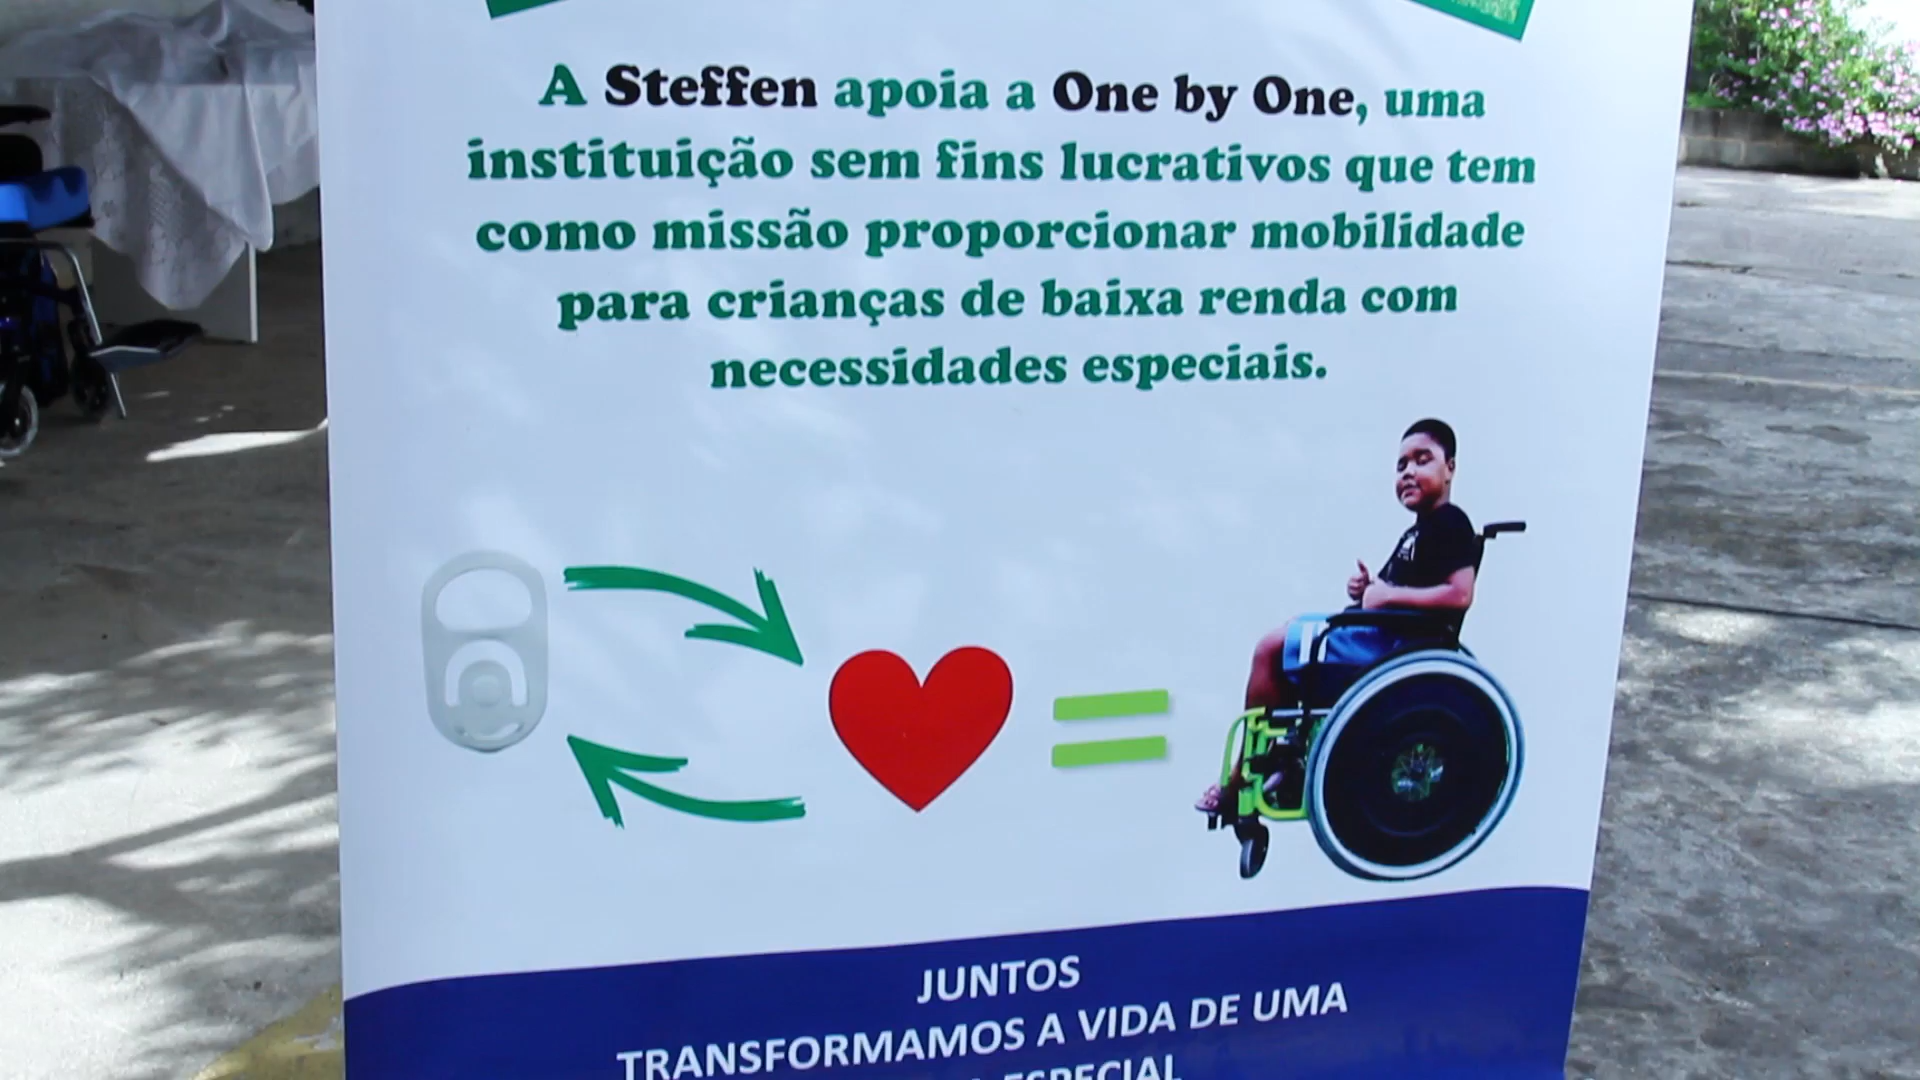 A Steffen apoia a One by One, uma
instituição sem fins lucrativos que tem
como missão proporcionar mobilidade
para crianças de baixa renda com
necessidades especiais.
JUNTOS
TRANSFORMAMOS A VIDA DE UMA
ESPECIAL